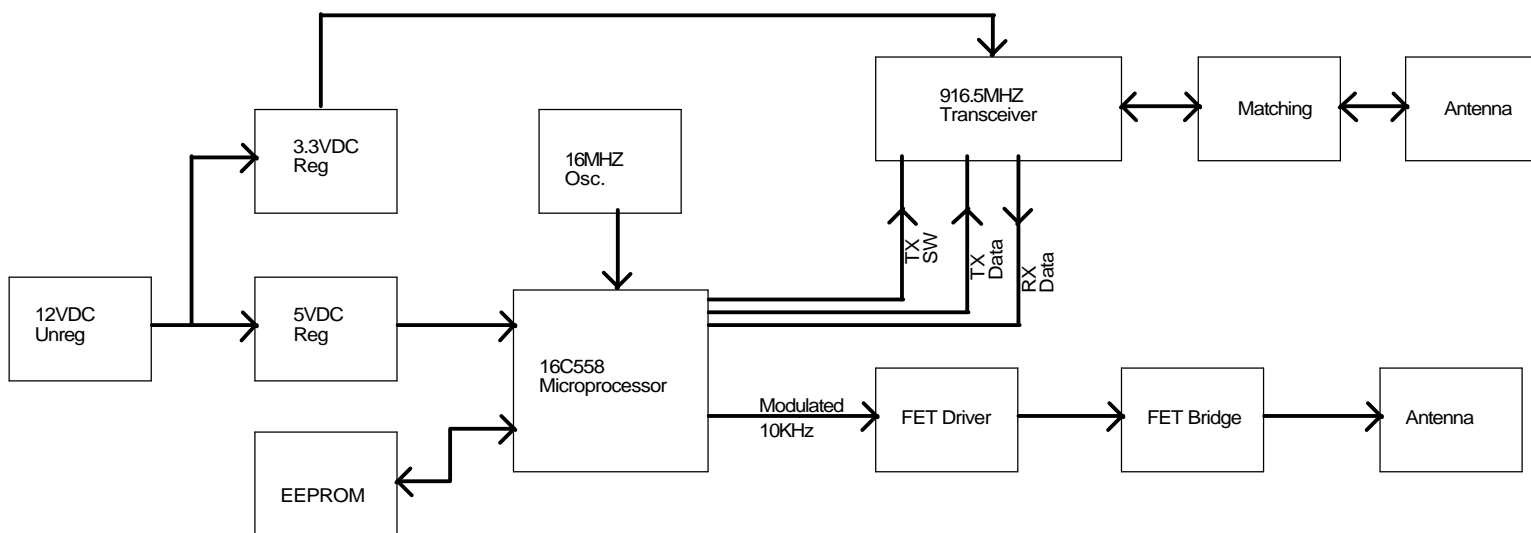 916.5MHZ
Transceiver
Matching
Antenna
3.3VDC
Reg
16MHZ
Osc.
TX
SW
TX
Data
RX
Data
12VDC
Unreg
5VDC
Reg
16C558
Microprocessor
Modulated
10KHz
FET Driver
FET Bridge
Antenna
EEPROM